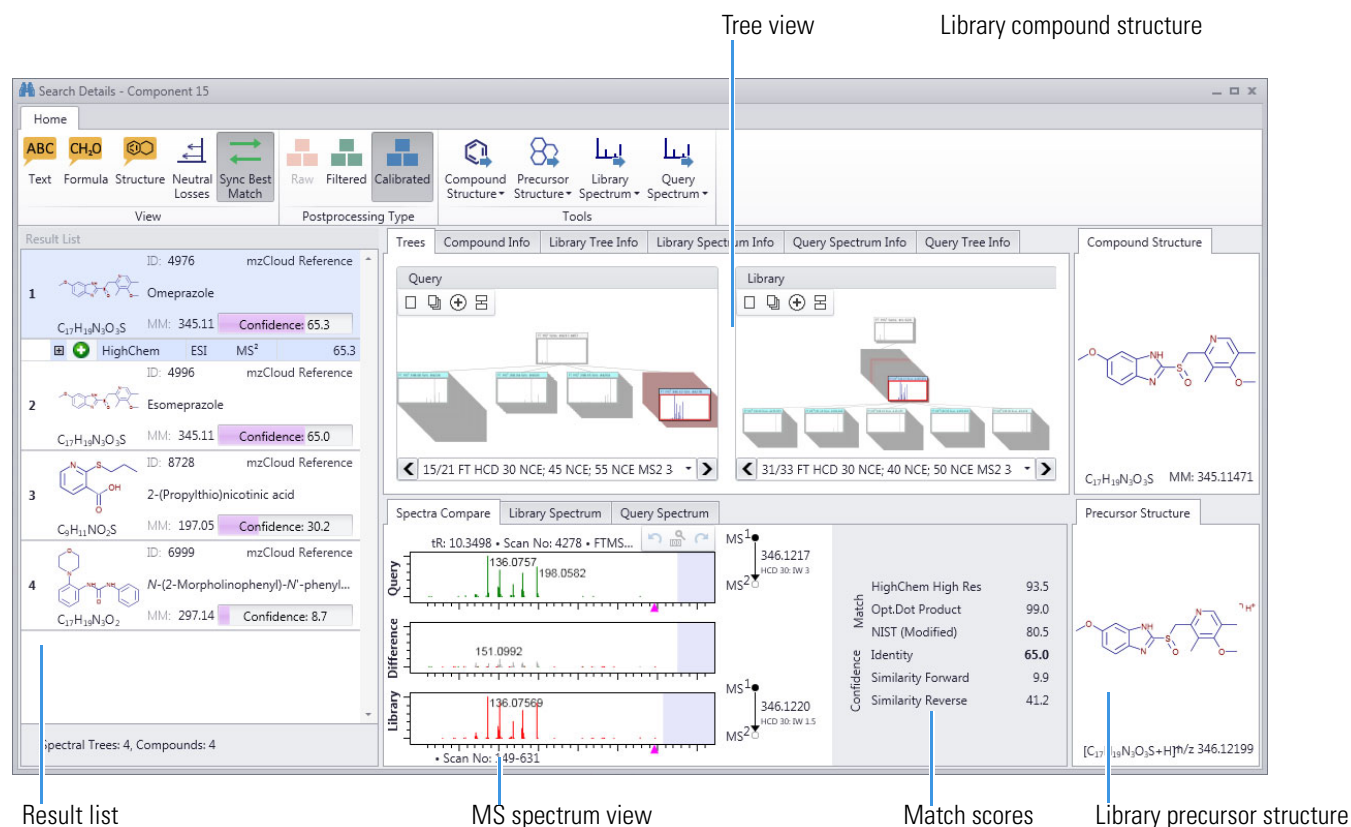 Tree view
Library compound structure
Search Details - Component 15
Home
ABC CH₂O
Text Formula Structure Neutral Losses Sync Best Match Raw Filtered Calibrated Compound Structure Precursor Structure Library Spectrum Query Spectrum
View Postprocessing Type Tools
Result List
ID: 4976 mzCloud Reference
1 Omeprazole
C₁₇H₁₉N₃O₃S MM: 345.11 Confidence: 65.3
HighChem ESI MS² 65.3
ID: 4996 mzCloud Reference
2 Esomeprazole
C₁₇H₁₉N₃O₃S MM: 345.11 Confidence: 65.0
ID: 8728 mzCloud Reference
3 2-(Propylthio)nicotinic acid
C₉H₁₁NO₂S MM: 197.05 Confidence: 30.2
ID: 6999 mzCloud Reference
4 N-(2-Morpholinophenyl)-N'-phenyl...
C₁₇H₁₉N₃O₂ MM: 297.14 Confidence: 8.7
Spectral Trees: 4, Compounds: 4
Trees Compound Info Library Tree Info Library Spectrum Info Query Spectrum Info Query Tree Info
Query
15/21 FT HCD 30 NCE; 45 NCE; 55 NCE MS2 3
Library
31/33 FT HCD 30 NCE; 40 NCE; 50 NCE MS2 3
Compound Structure
O NH N S O N O
C₁₇H₁₉N₃O₃S MM: 345.11471
Spectra Compare Library Spectrum Query Spectrum
tR: 10.3498 • Scan No: 4278 • FTMS...
Query
136.0757
198.0582
MS1
346.1217
HCD 30: IW 3
MS2
Difference
151.0992
Library
136.07569
MS1
346.1220
HCD 30: IW 1.5
MS2
• Scan No: 149-631
Match
HighChem High Res 93.5
Opt.Dot Product 99.0
NIST (Modified) 80.5
Confidence
Identity 65.0
Similarity Forward 9.9
Similarity Reverse 41.2
Precursor Structure
O NH N S O N O H⁺
[C₁₇H₁₉N₃O₃S+H]⁺ m/z 346.12199
Result list
MS spectrum view
Match scores
Library precursor structure